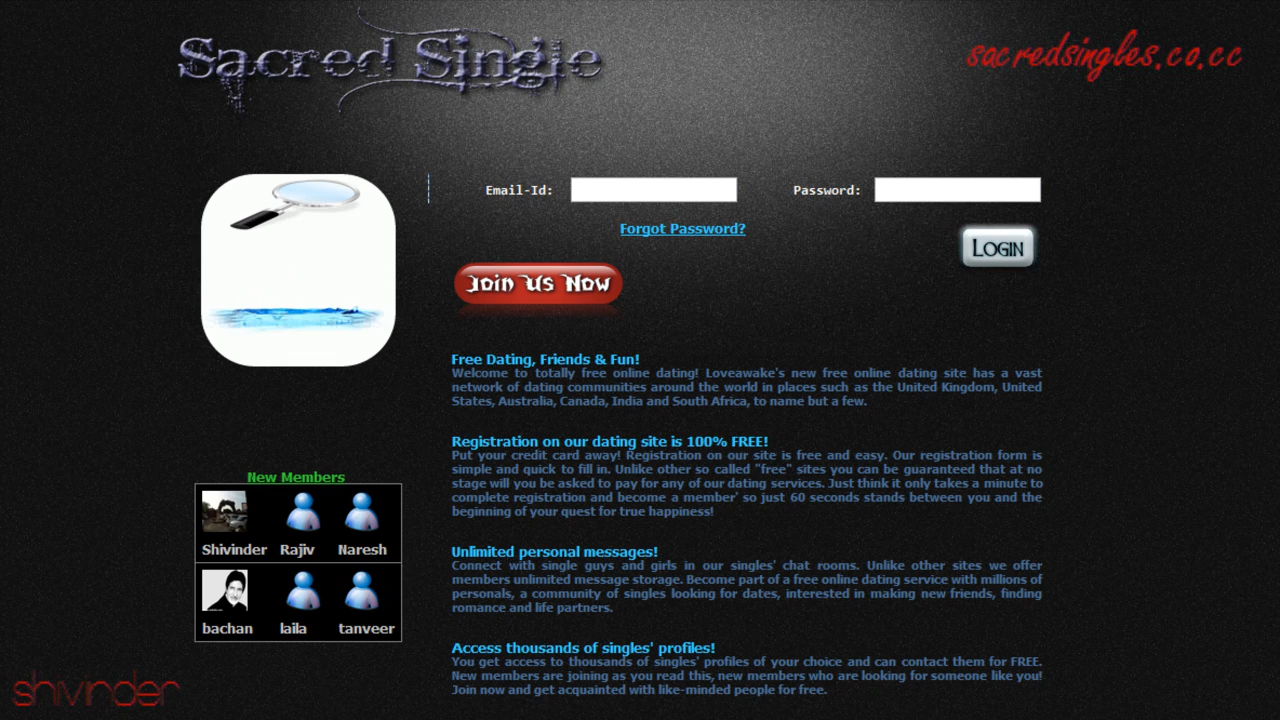 Sacred Single
sacredsingles.co.cc
Email-Id:
Password:
Forgot Password?
Login
Join Us Now
Free Dating, Friends & Fun!
Welcome to totally free online dating! Loveawake's new free online dating site has a vast
network of dating communities around the world in places such as the United Kingdom, United
States, Australia, Canada, India and South Africa, to name but a few.
Registration on our dating site is 100% FREE!
Put your credit card away! Registration on our site is free and easy. Our registration form is
simple and quick to fill in. Unlike other so called "free" sites you can be guaranteed that at no
stage will you be asked to pay for any of our dating services. Just think it only takes a minute to
complete registration and become a member' so just 60 seconds stands between you and the
beginning of your quest for true happiness!
New Members
Shivinder Rajiv Naresh
bachan laila tanveer
Unlimited personal messages!
Connect with single guys and girls in our singles' chat rooms. Unlike other sites we offer
members unlimited message storage. Become part of a free online dating service with millions of
personals, a community of singles looking for dates, interested in making new friends, finding
romance and life partners.
Access thousands of singles' profiles!
You get access to thousands of singles' profiles of your choice and can contact them for FREE.
New members are joining as you read this, new members who are looking for someone like you!
Join now and get acquainted with like-minded people for free.
shivinder